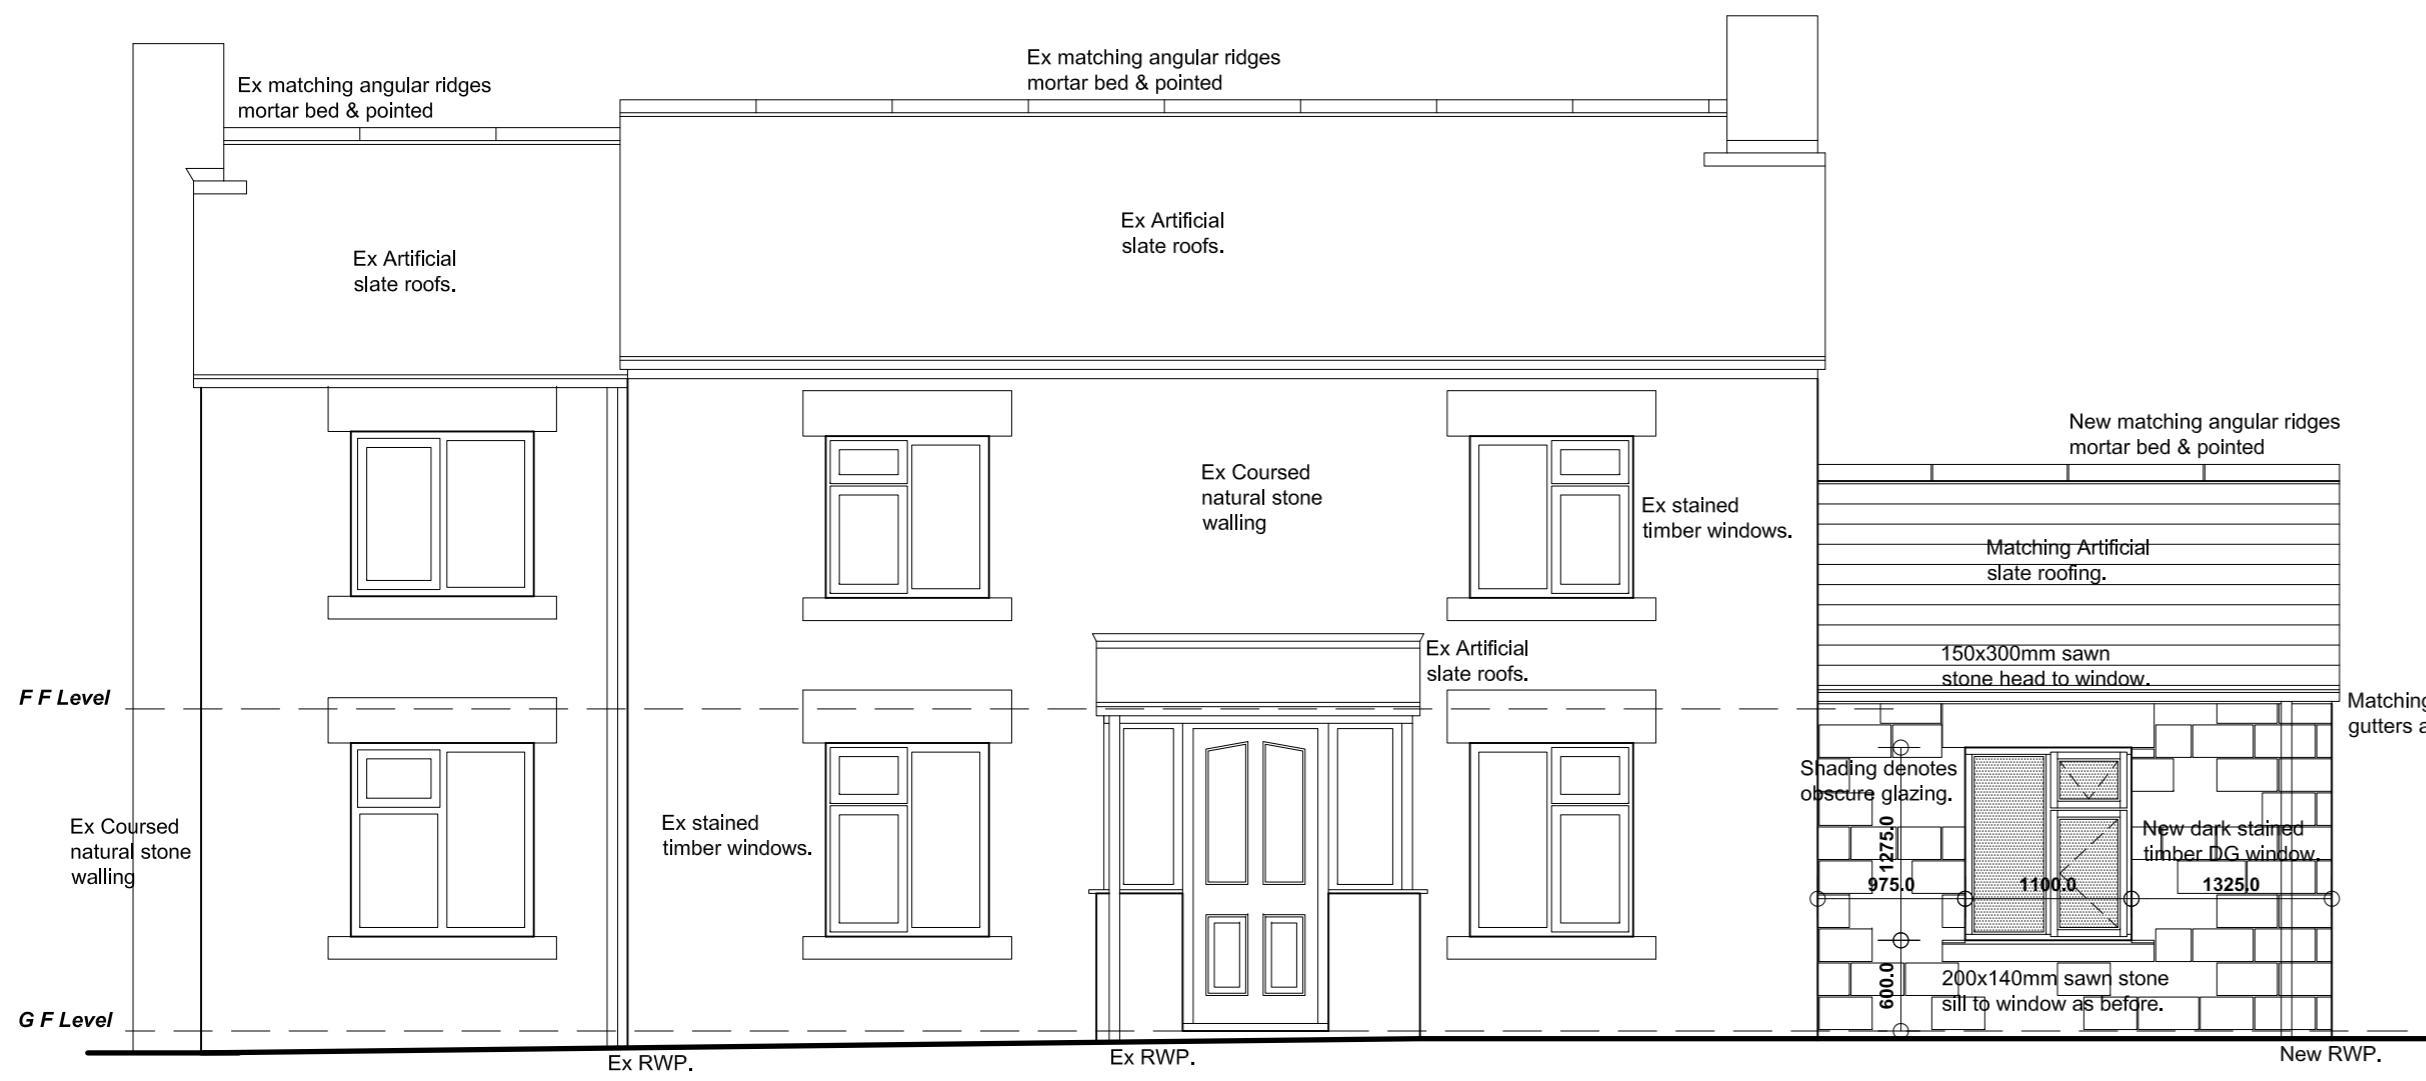 Ex matching angular ridges
mortar bed & pointed
Ex matching angular ridges
mortar bed & pointed
Ex Artificial
slate roofs.
Ex Artificial
slate roofs.
New matching angular ridges
mortar bed & pointed
Ex Coursed
natural stone
walling
Ex stained
timber windows.
Matching Artificial
slate roofing.
Ex Artificial
slate roofs.
150x300mm sawn
stone head to window.
F F Level
Matching
gutters a
Shading denotes
obscure glazing.
Ex Coursed
natural stone
walling
Ex stained
timber windows.
New dark stained
timber DG window.
1275.0
975.0
1100.0
1325.0
600.0
200x140mm sawn stone
sill to window as before.
G F Level
Ex RWP.
Ex RWP.
New RWP.